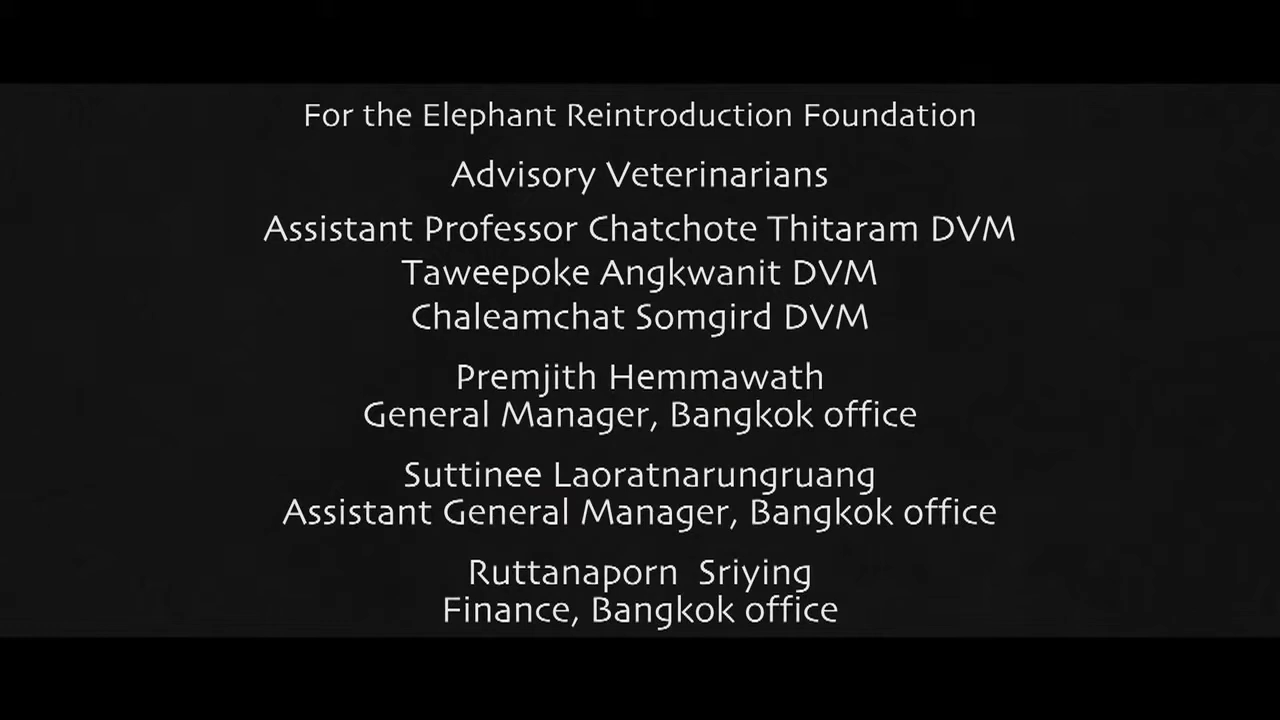 For the Elephant Reintroduction Foundation
Advisory Veterinarians
Assistant Professor Chatchote Thitaram DVM
Taweepoke Angkwanit DVM
Chaleamchat Somgird DVM
Premjith Hemmawath
General Manager, Bangkok office
Suttinee Laoratnarungruang
Assistant General Manager, Bangkok office
Ruttanaporn  Sriying
Finance, Bangkok office